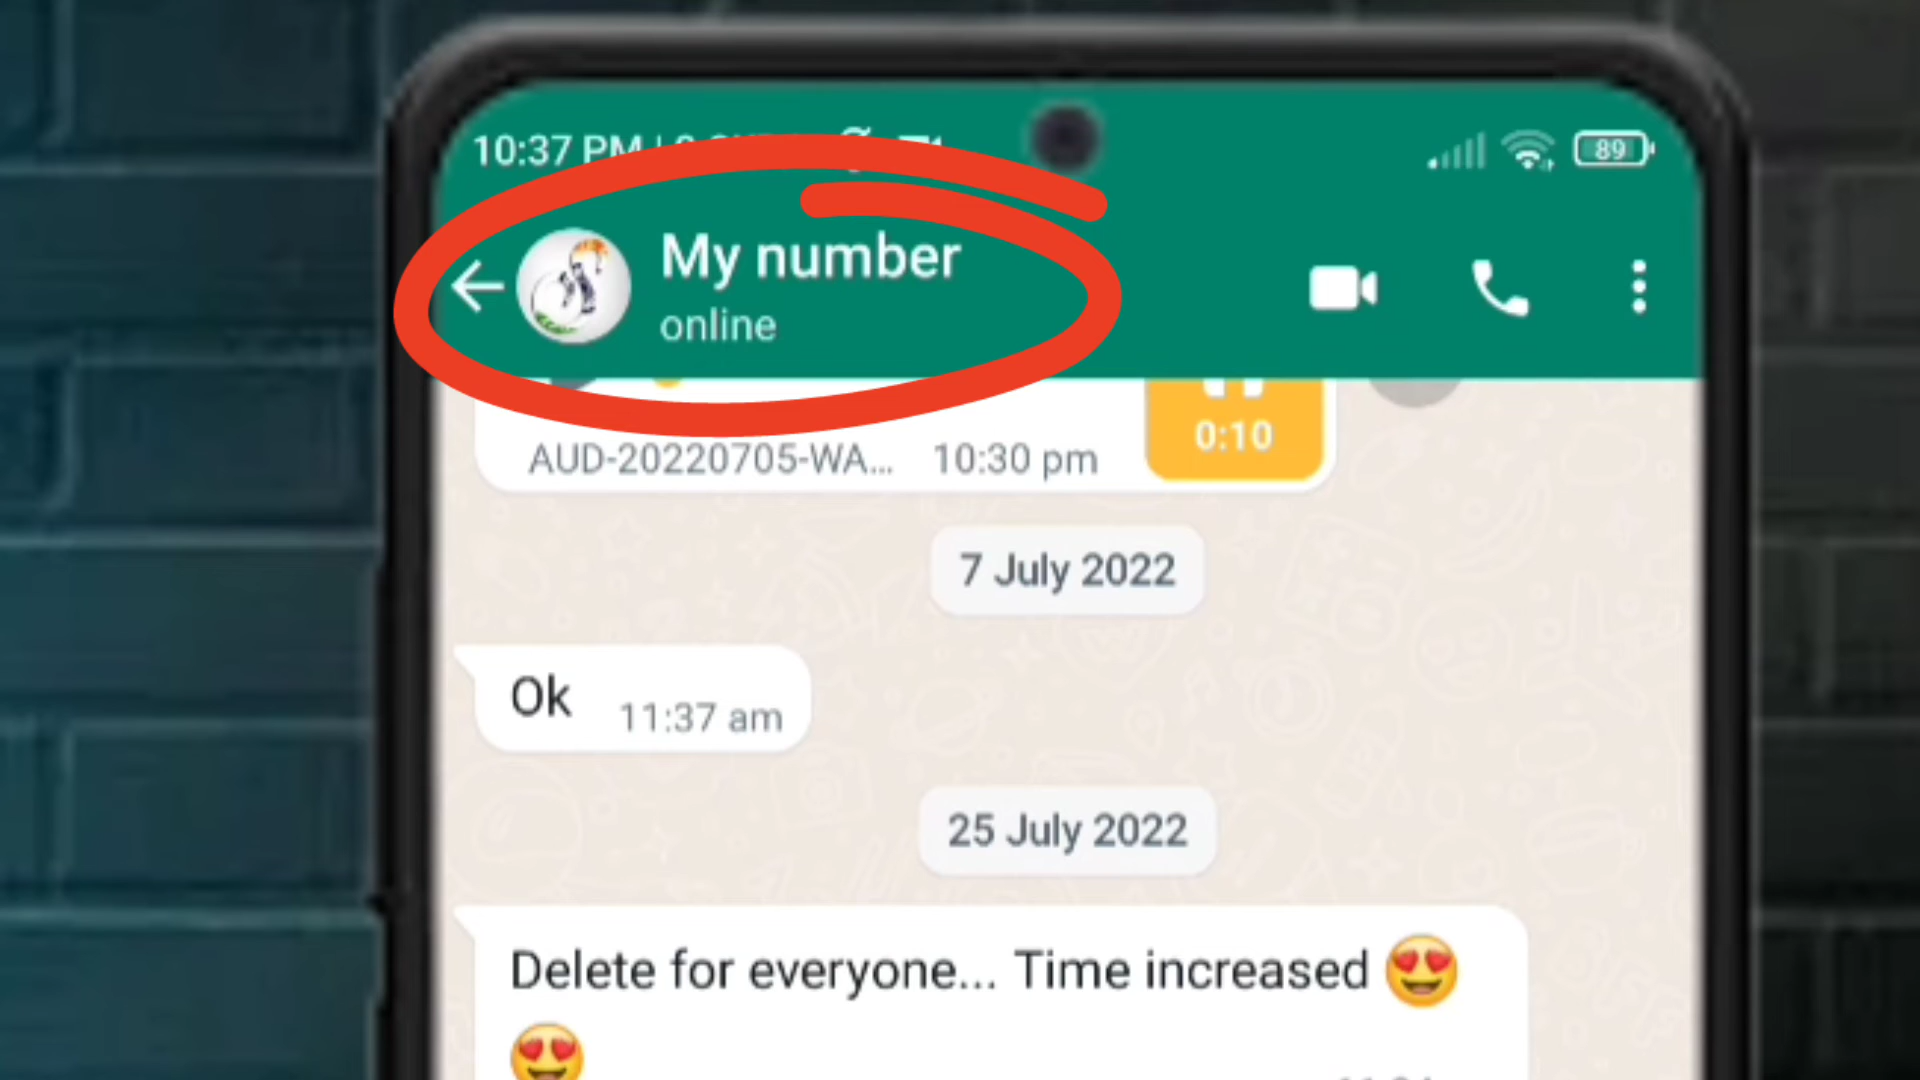 10:37 PM
89
My number
online
AUD-20220705-WA... 10:30 pm
0:10
7 July 2022
Ok 11:37 am
25 July 2022
Delete for everyone... Time increased 😍
😍